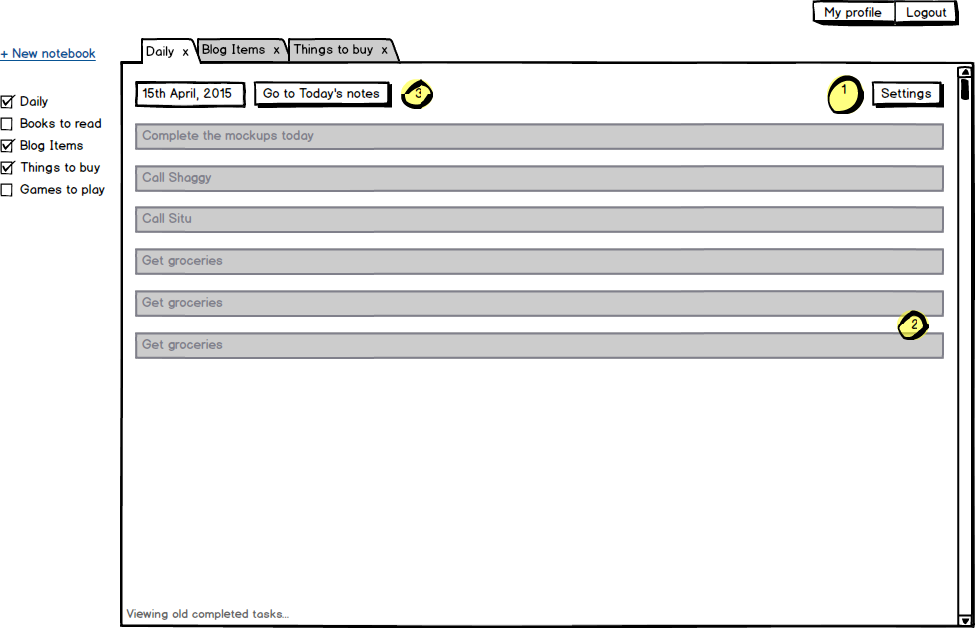 My profile Logout
+ New notebook
Daily x Blog Items x Things to buy x
Daily
Books to read
Blog Items
Things to buy
Games to play
15th April, 2015 Go to Today's notes 3 1 Settings
Complete the mockups today
Call Shaggy
Call Situ
Get groceries
Get groceries
2
Get groceries
Viewing old completed tasks...